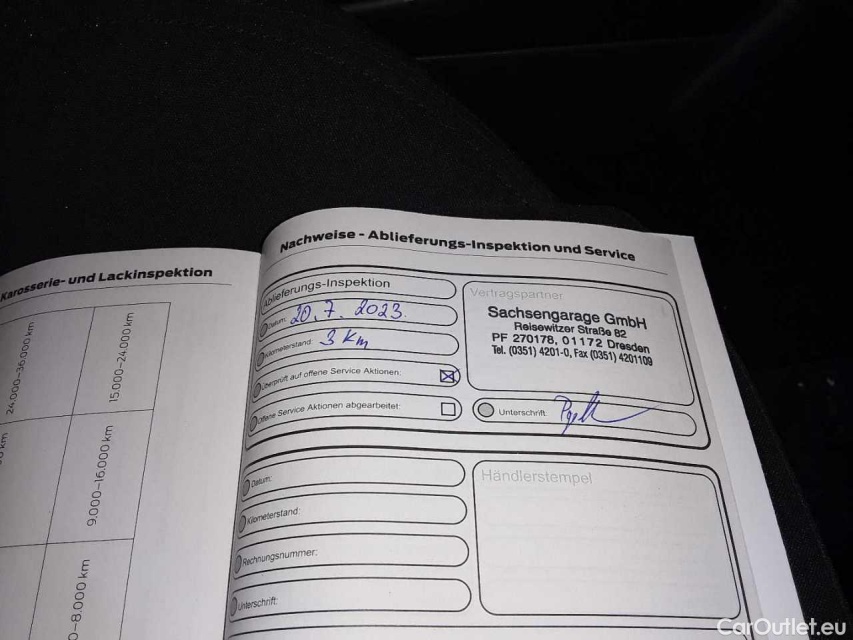 Karosserie- und Lackinspektion
24.000–36.000 km
15.000–24.000 km
km
9.000–16.000 km
0–8.000 km
Nachweise - Ablieferungs-Inspektion und Service
Ablieferungs-Inspektion
Datum: 20.7.2023.
Kilometerstand: 3 Km
Überprüft auf offene Service Aktionen:
Offene Service Aktionen abgearbeitet:
Vertragspartner
Sachsengarage GmbH
Reisewitzer Straße 82
PF 270178, 01172 Dresden
Tel. (0351) 4201-0, Fax (0351) 4201109
Unterschrift:
Datum:
Kilometerstand:
Rechnungsnummer:
Unterschrift:
Händlerstempel
CarOutlet.eu